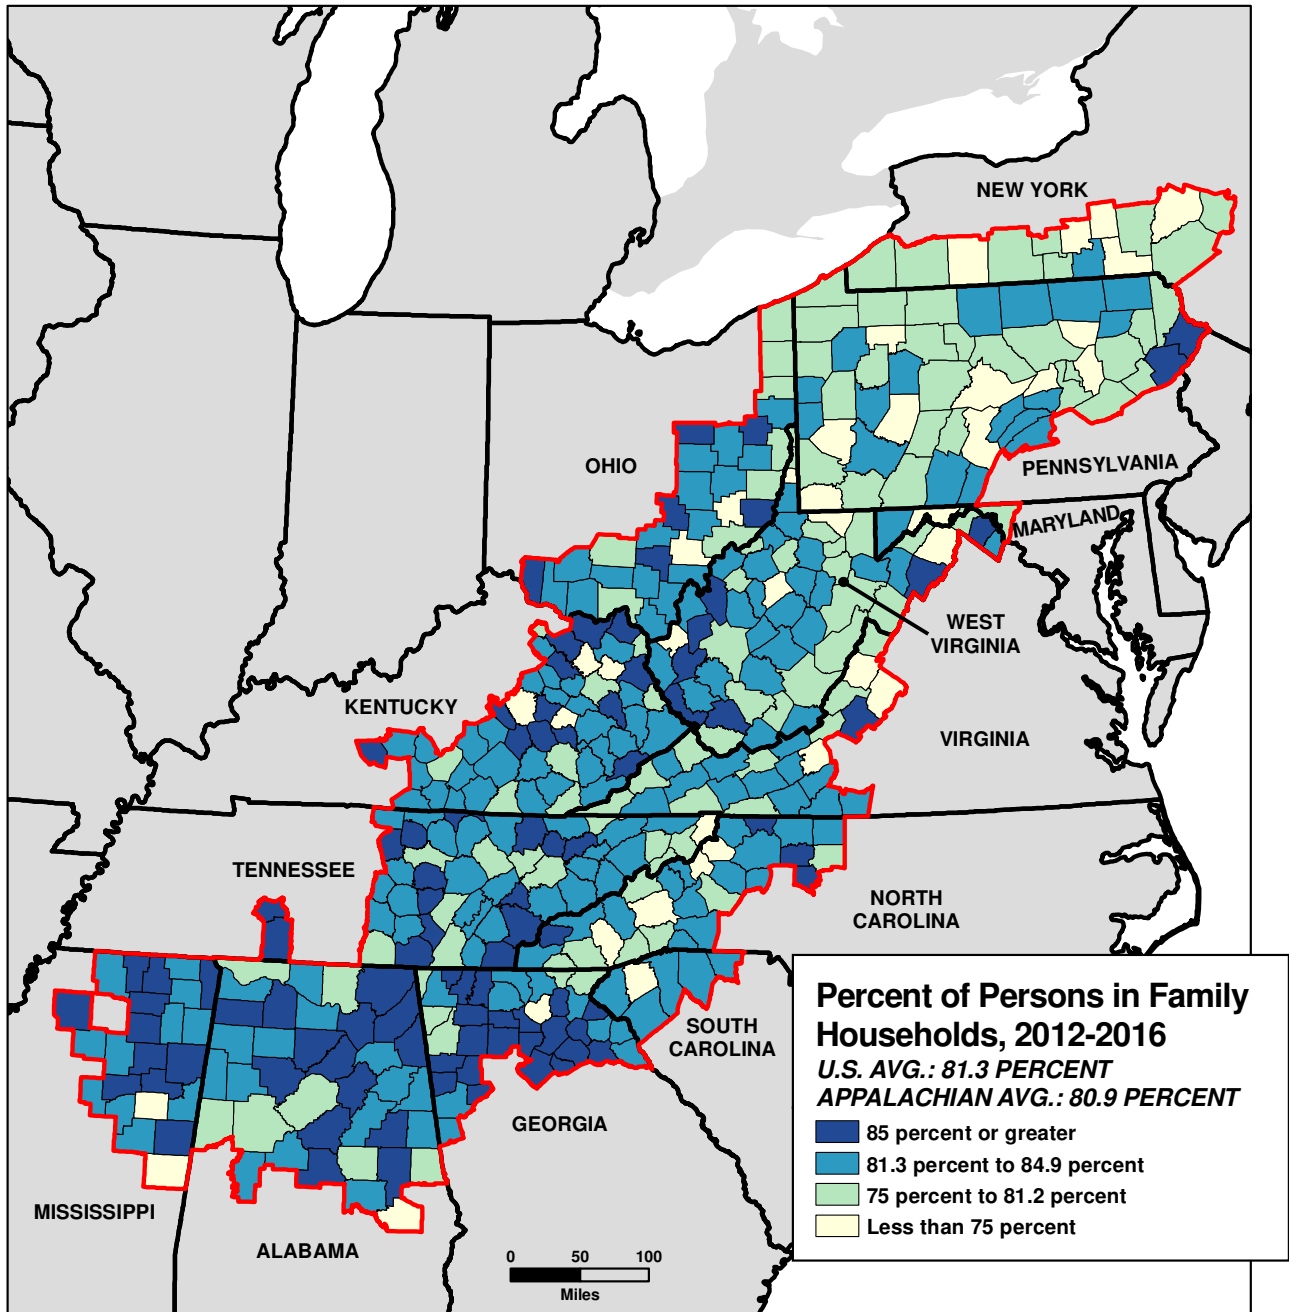 NEW YORK
OHIO
PENNSYLVANIA
MARYLAND
WEST
VIRGINIA
KENTUCKY
VIRGINIA
TENNESSEE
NORTH
CAROLINA
SOUTH
CAROLINA
GEORGIA
MISSISSIPPI
ALABAMA
0 50 100
Miles
Percent of Persons in Family
Households, 2012-2016
U.S. AVG.: 81.3 PERCENT
APPALACHIAN AVG.: 80.9 PERCENT
85 percent or greater
81.3 percent to 84.9 percent
75 percent to 81.2 percent
Less than 75 percent